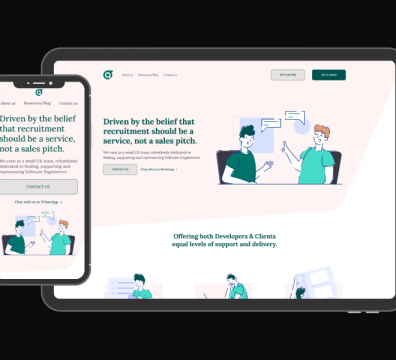 About us
Resources/Blog
Contact us
Driven by the belief
that recruitment
should be a service,
not a sales pitch.
We exist as a small UK team, relentlessly
dedicated to finding, supporting and
representing Software Engineers
CONTACT US
Chat with us in WhatsApp
About us
Resources/Blog
Contact us
Driven by the belief that
recruitment should be a
service, not a sales pitch.
We exist as a small UK team, relentlessly dedicated to
finding, supporting and representing Software Engineers
CONTACT US
Chat with us in WhatsApp
Offering both Developers & Clients
equal levels of support and delivery.